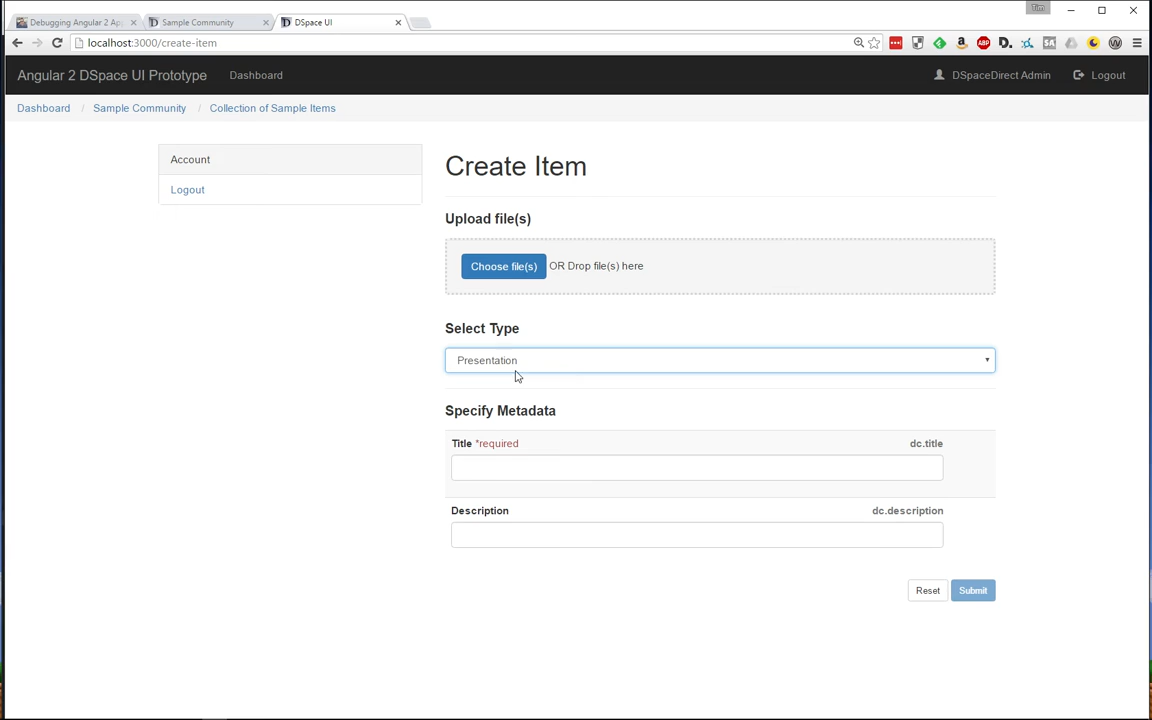 Tim
Debugging Angular 2 Ap
Sample Community
DSpace UI
localhost:3000/create-item
Angular 2 DSpace UI Prototype Dashboard DSpaceDirect Admin Logout
Dashboard / Sample Community / Collection of Sample Items
Account
Logout
Create Item
Upload file(s)
Choose file(s) OR Drop file(s) here
Select Type
Presentation
Specify Metadata
Title *required dc.title
Description dc.description
Reset Submit